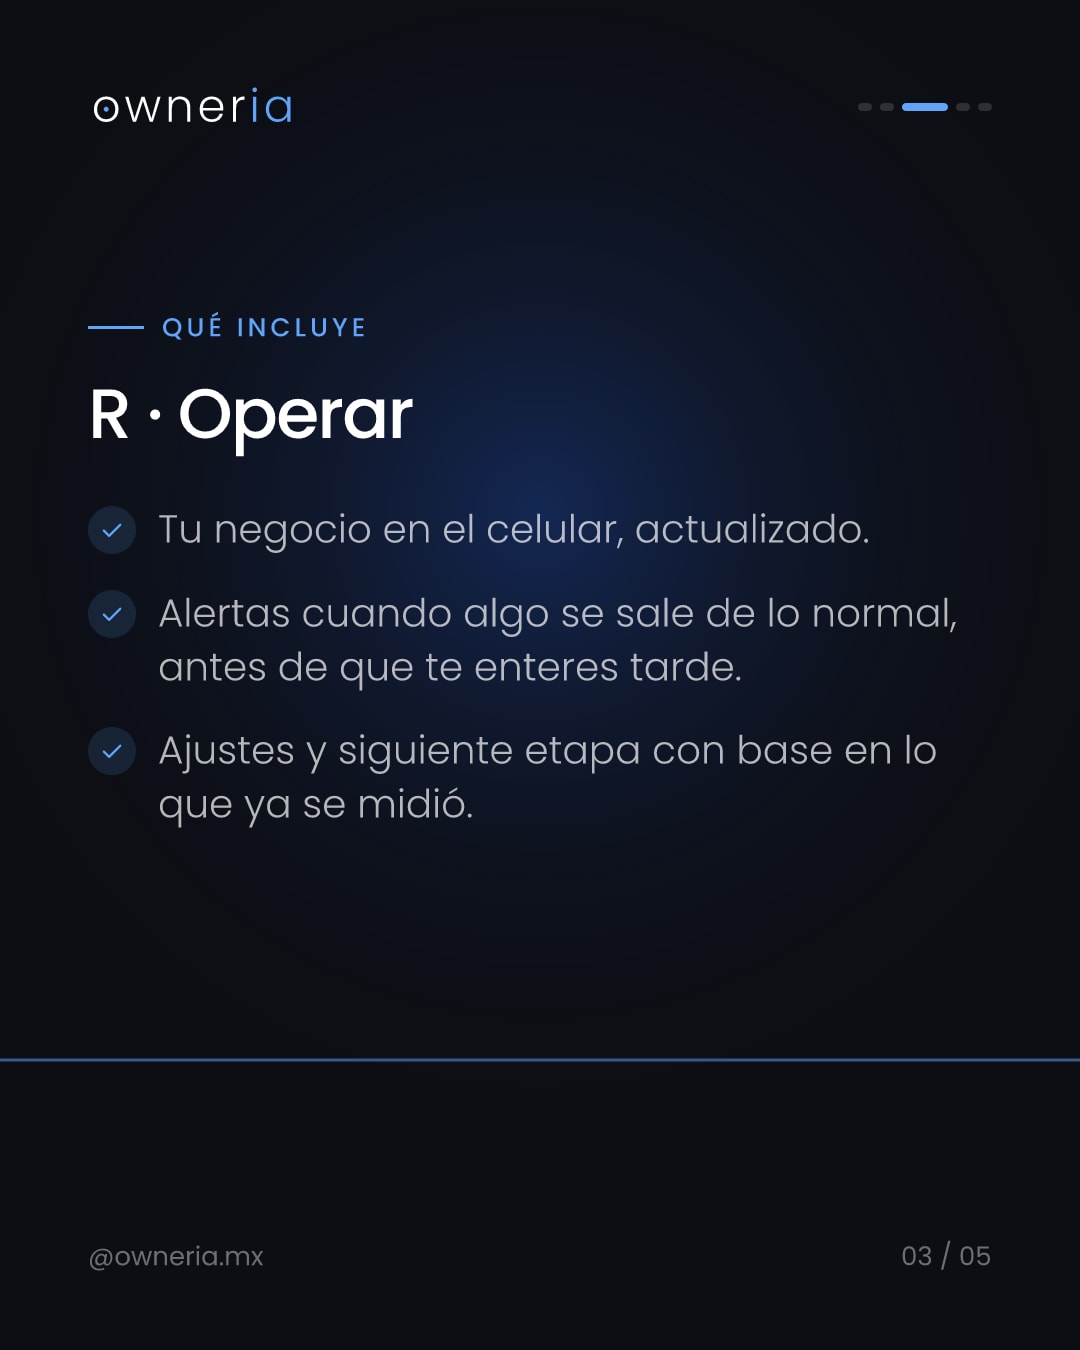 owneria
QUÉ INCLUYE
R · Operar
Tu negocio en el celular, actualizado.
Alertas cuando algo se sale de lo normal,
antes de que te enteres tarde.
Ajustes y siguiente etapa con base en lo
que ya se midió.
@owneria.mx
03 / 05